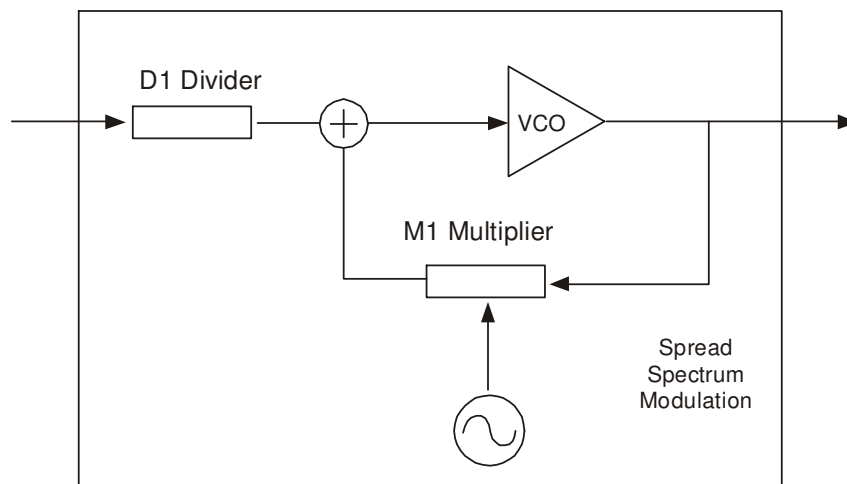 D1 Divider
VCO
M1 Multiplier
Spread
Spectrum
Modulation